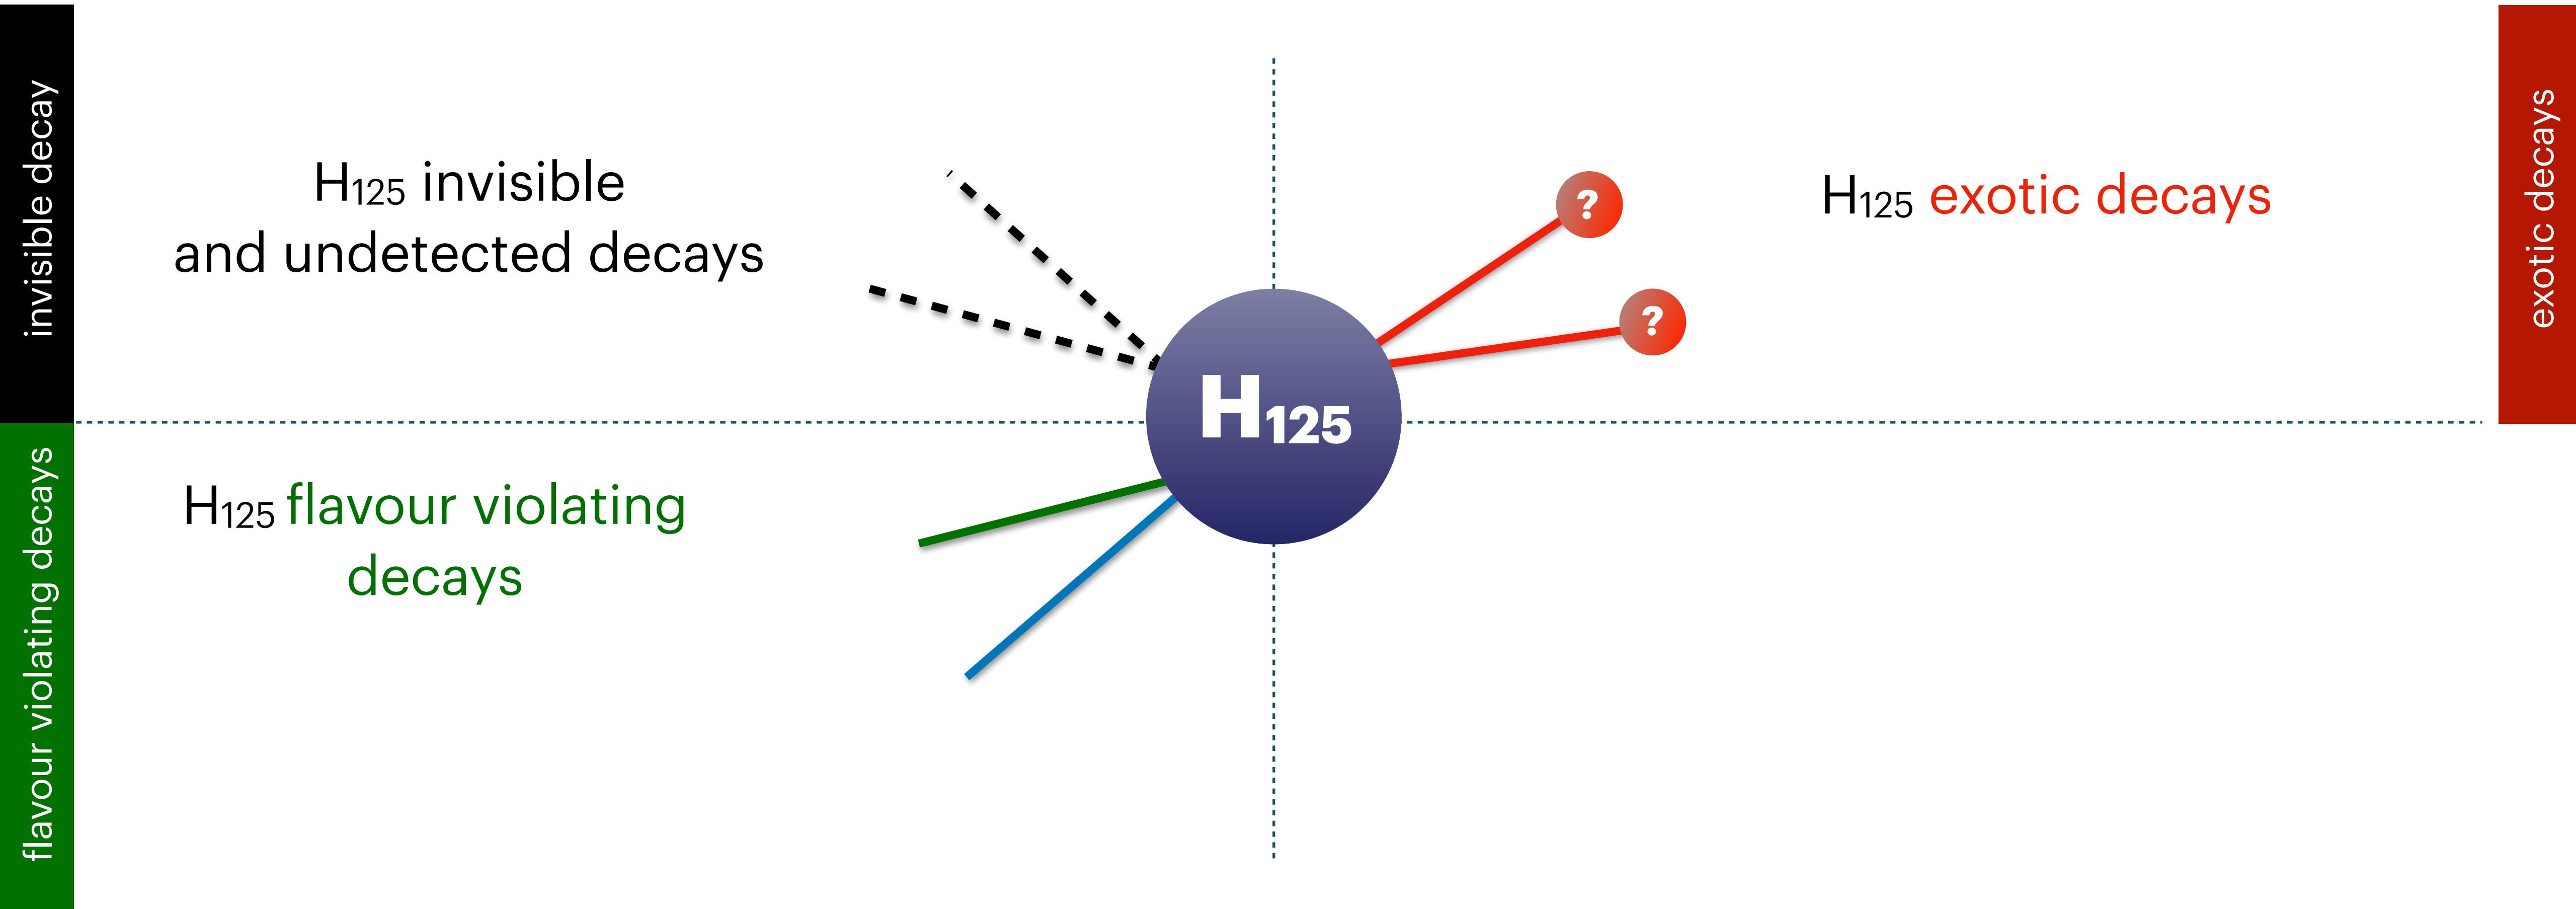 invisible decay
H₁₂₅ invisible
and undetected decays
?
?
H₁₂₅ exotic decays
exotic decays
H₁₂₅
flavour violating decays
H₁₂₅ flavour violating
decays